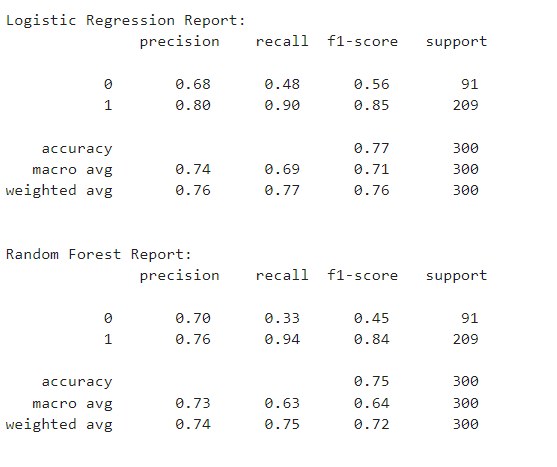 Logistic Regression Report:
precision recall f1-score support
0 0.68 0.48 0.56 91
1 0.80 0.90 0.85 209
accuracy 0.77 300
macro avg 0.74 0.69 0.71 300
weighted avg 0.76 0.77 0.76 300
Random Forest Report:
precision recall f1-score support
0 0.70 0.33 0.45 91
1 0.76 0.94 0.84 209
accuracy 0.75 300
macro avg 0.73 0.63 0.64 300
weighted avg 0.74 0.75 0.72 300